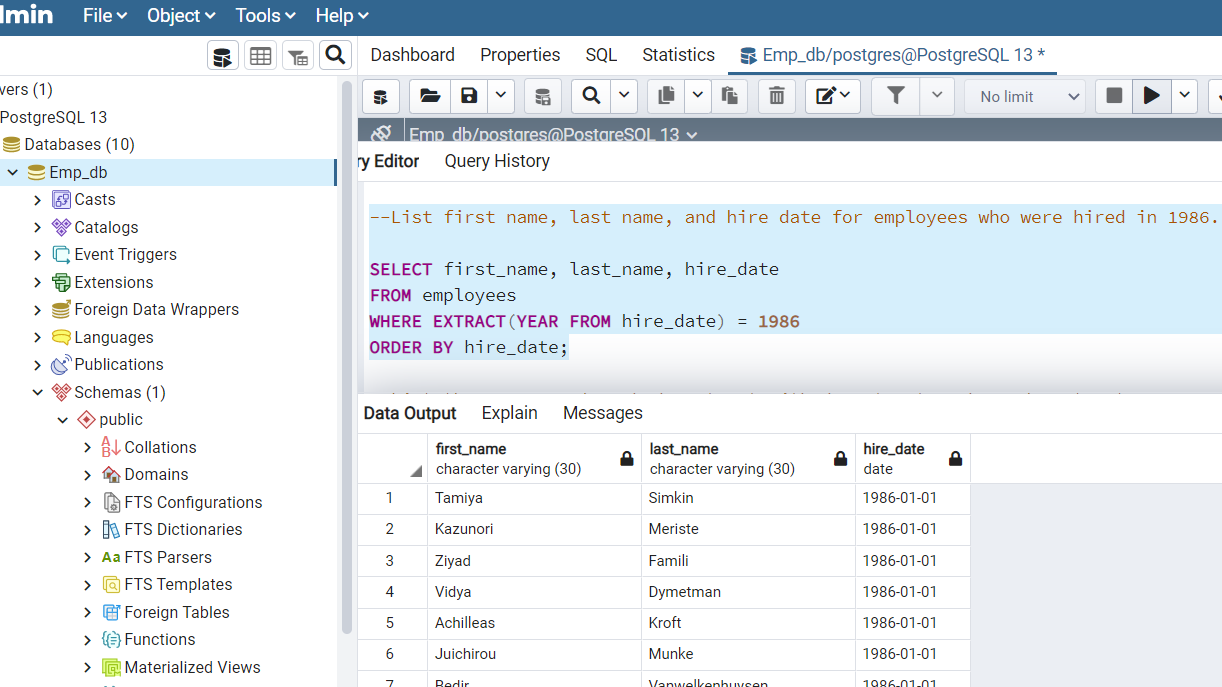 File Object Tools Help
Dashboard Properties SQL Statistics Emp_db/postgres@PostgreSQL 13 *
No limit
Emp_db/postgres@PostgreSQL 13
Editor Query History
(1)
PostgreSQL 13
Databases (10)
Emp_db
Casts
Catalogs
Event Triggers
Extensions
Foreign Data Wrappers
Languages
Publications
Schemas (1)
public
Collations
Domains
FTS Configurations
FTS Dictionaries
Aa FTS Parsers
FTS Templates
Foreign Tables
Functions
Materialized Views
--List first name, last name, and hire date for employees who were hired in 1986.
SELECT first_name, last_name, hire_date
FROM employees
WHERE EXTRACT(YEAR FROM hire_date) = 1986
ORDER BY hire_date;
Data Output Explain Messages
first_name last_name hire_date
character varying (30) character varying (30) date
1 Tamiya Simkin 1986-01-01
2 Kazunori Meriste 1986-01-01
3 Ziyad Famili 1986-01-01
4 Vidya Dymetman 1986-01-01
5 Achilleas Kroft 1986-01-01
6 Juichirou Munke 1986-01-01
7 Bedir Vanwelkenhuysen